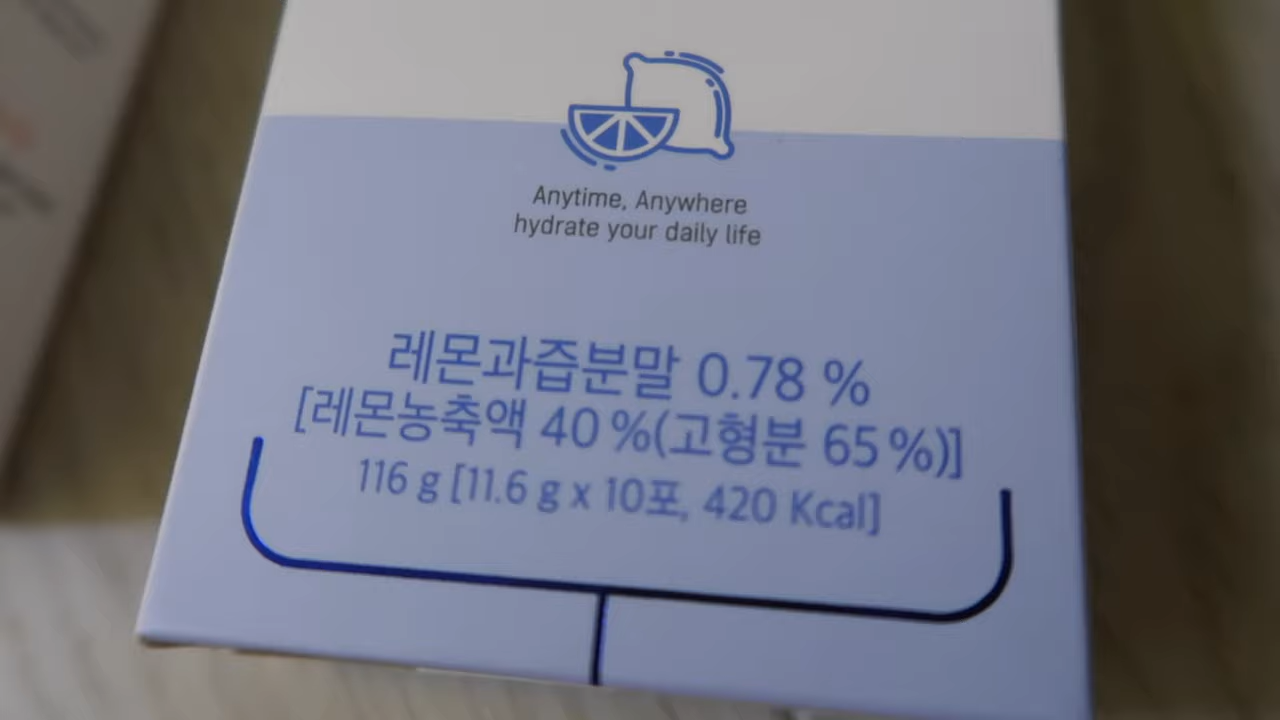 Anytime, Anywhere
hydrate your daily life
레몬과즙분말 0.78 %
[레몬농축액 40 %(고형분 65 %)]
116 g [11.6 g x 10포, 420 Kcal]